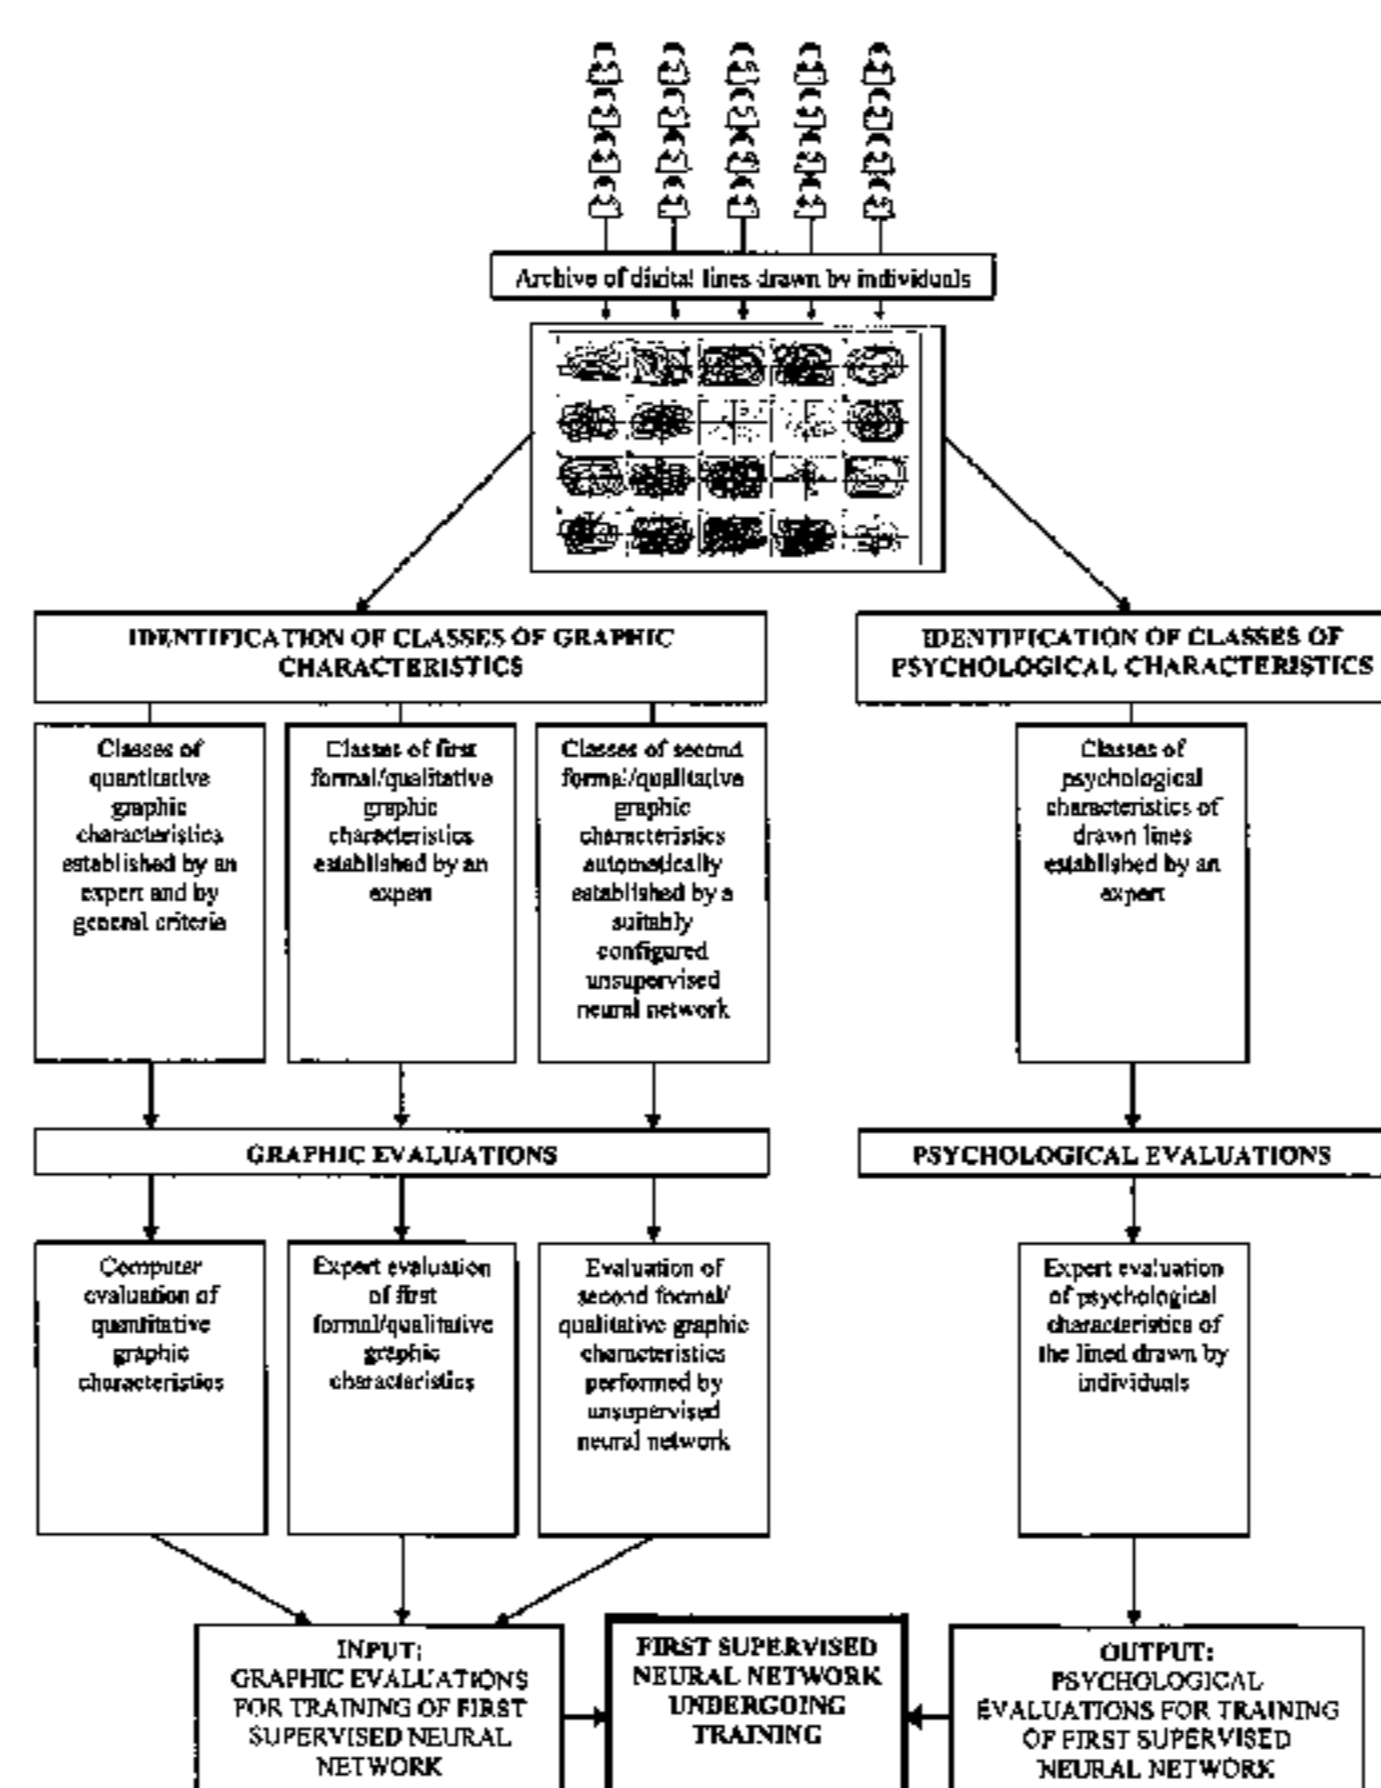 Archive of digital lines drawn by individuals
IDENTIFICATION OF CLASSES OF GRAPHIC
CHARACTERISTICS
IDENTIFICATION OF CLASSES OF
PSYCHOLOGICAL CHARACTERISTICS
Classes of
quantitative
graphic
characteristics
established by an
expert and by
general criteria
Classes of first
formal/qualitative
graphic
characteristics
established by an
expert
Classes of second
formal/qualitative
graphic
characteristics
automatically
established by a
suitably
configured
unsupervised
neural network
Classes of
psychological
characteristics of
drawn lines
established by an
expert
GRAPHIC EVALUATIONS
PSYCHOLOGICAL EVALUATIONS
Computer
evaluation of
quantitative
graphic
characteristics
Expert evaluation
of first
formal/qualitative
graphic
characteristics
Evaluation of
second formal/
qualitative graphic
characteristics
performed by
unsupervised
neural network
Expert evaluation
of psychological
characteristics of
the lined drawn by
individuals
INPUT:
GRAPHIC EVALUATIONS
FOR TRAINING OF FIRST
SUPERVISED NEURAL
NETWORK
FIRST SUPERVISED
NEURAL NETWORK
UNDERGOING
TRAINING
OUTPUT:
PSYCHOLOGICAL
EVALUATIONS FOR TRAINING
OF FIRST SUPERVISED
NEURAL NETWORK